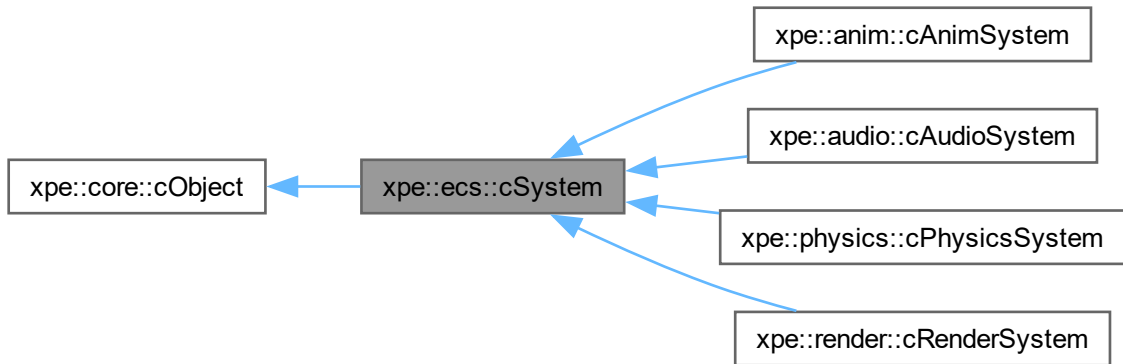 xpe::anim::cAnimSystem
xpe::audio::cAudioSystem
xpe::core::cObject
xpe::ecs::cSystem
xpe::physics::cPhysicsSystem
xpe::render::cRenderSystem